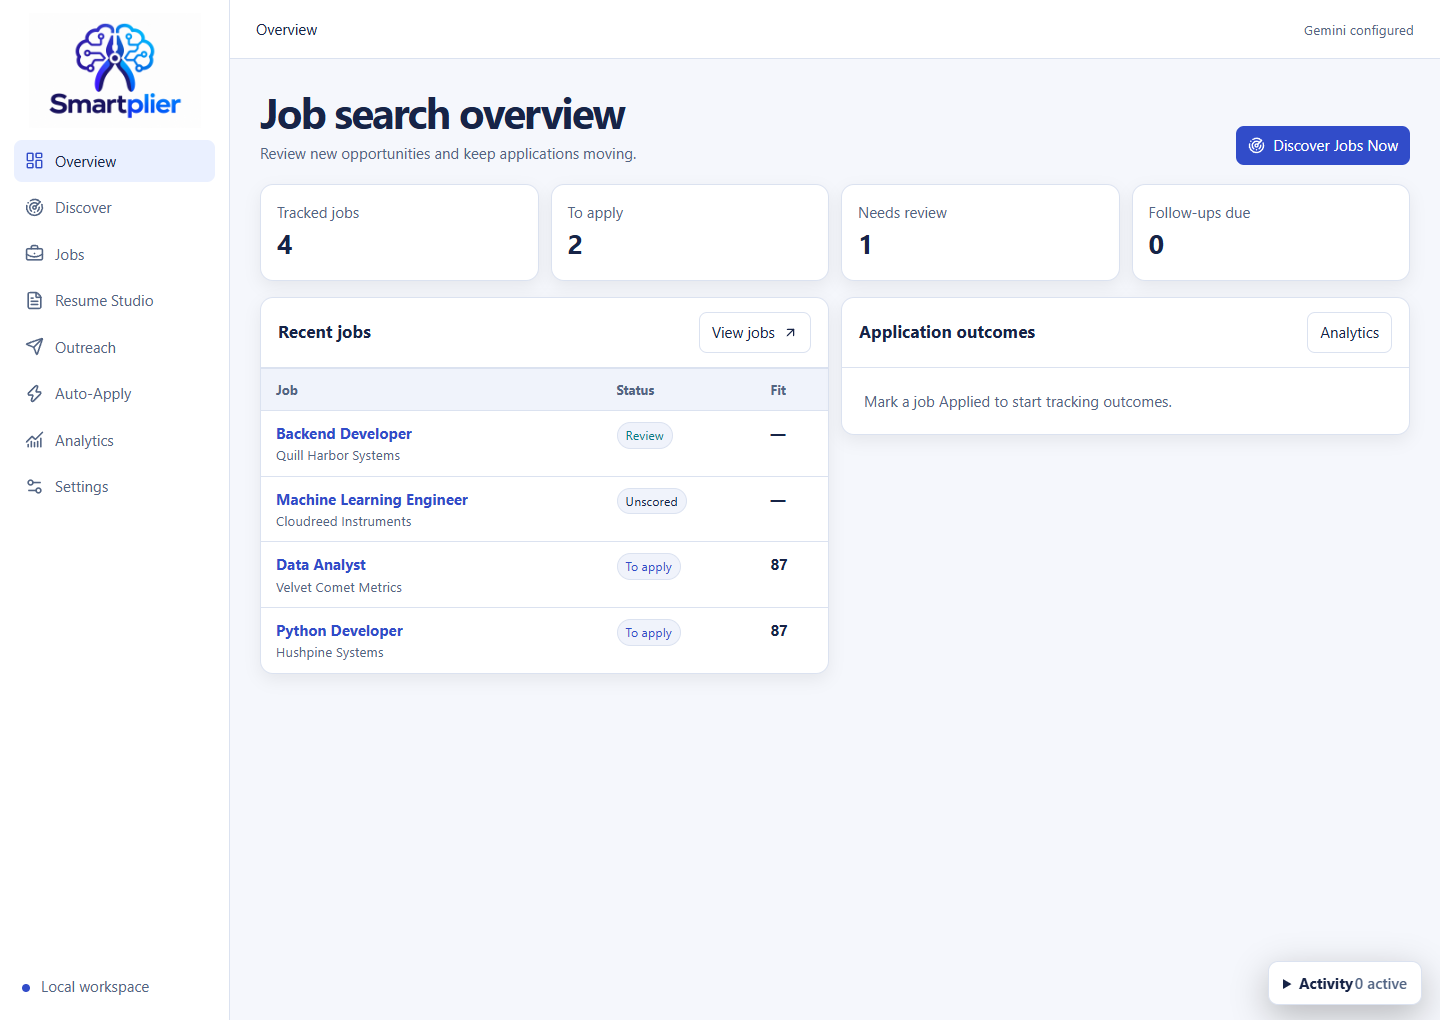 Smartplier
Overview
Discover
Jobs
Resume Studio
Outreach
Auto-Apply
Analytics
Settings
Local workspace
Overview
Gemini configured
Job search overview
Review new opportunities and keep applications moving.
Discover Jobs Now
Tracked jobs
4
To apply
2
Needs review
1
Follow-ups due
0
Recent jobs
View jobs
Job Status Fit
Backend Developer Review —
Quill Harbor Systems
Machine Learning Engineer Unscored —
Cloudreed Instruments
Data Analyst To apply 87
Velvet Comet Metrics
Python Developer To apply 87
Hushpine Systems
Application outcomes
Analytics
Mark a job Applied to start tracking outcomes.
Activity 0 active